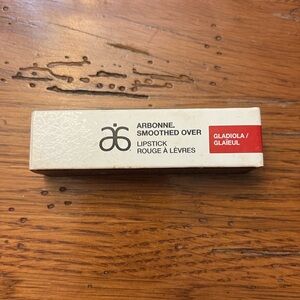 ARBONNE.
SMOOTHED OVER
LIPSTICK
ROUGE À LÈVRES
GLADIOLA /
GLAÏEUL